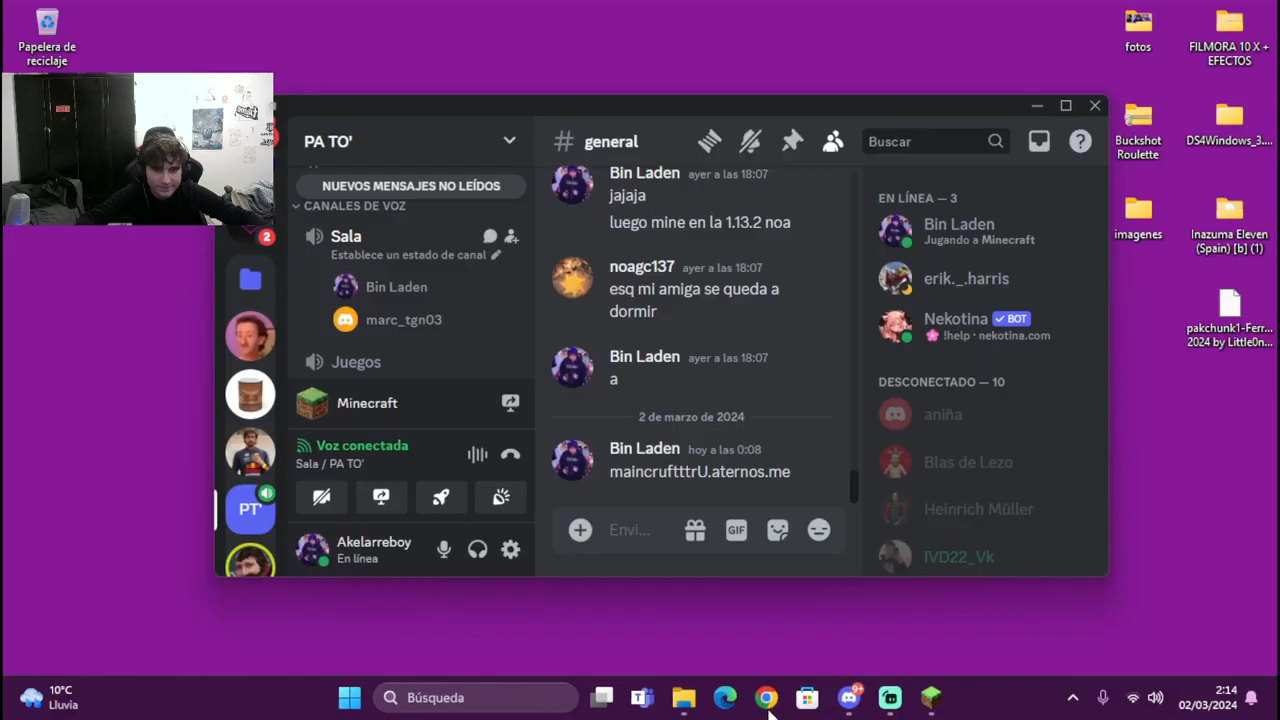 Papelera de
reciclaje
fotos
FILMORA 10 X +
EFECTOS
Buckshot
Roulette
DS4Windows_3....
imagenes
Inazuma Eleven
(Spain) [b] (1)
pakchunk1-Ferr...
2024 by Little0n...
2
PA TO'
NUEVOS MENSAJES NO LEÍDOS
CANALES DE VOZ
Sala
Establece un estado de canal
Bin Laden
marc_tgn03
Juegos
Minecraft
Voz conectada
Sala / PA TO'
PT'
Akelarreboy
En línea
# general
Buscar
Bin Laden ayer a las 18:07
jajaja
luego mine en la 1.13.2 noa
noagc137 ayer a las 18:07
esq mi amiga se queda a
dormir
Bin Laden ayer a las 18:07
a
2 de marzo de 2024
Bin Laden hoy a las 0:08
maincruftttrU.aternos.me
Envi...
GIF
EN LÍNEA — 3
Bin Laden
Jugando a Minecraft
erik._.harris
Nekotina BOT
!help · nekotina.com
DESCONECTADO — 10
aniña
Blas de Lezo
Heinrich Müller
IVD22_Vk
10°C
Lluvia
Búsqueda
9+
2:14
02/03/2024